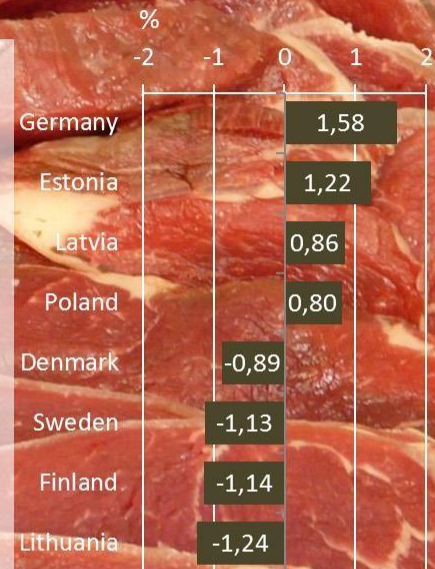 %
-2 -1 0 1 2
Germany 1,58
Estonia 1,22
Latvia 0,86
Poland 0,80
Denmark -0,89
Sweden -1,13
Finland -1,14
Lithuania -1,24